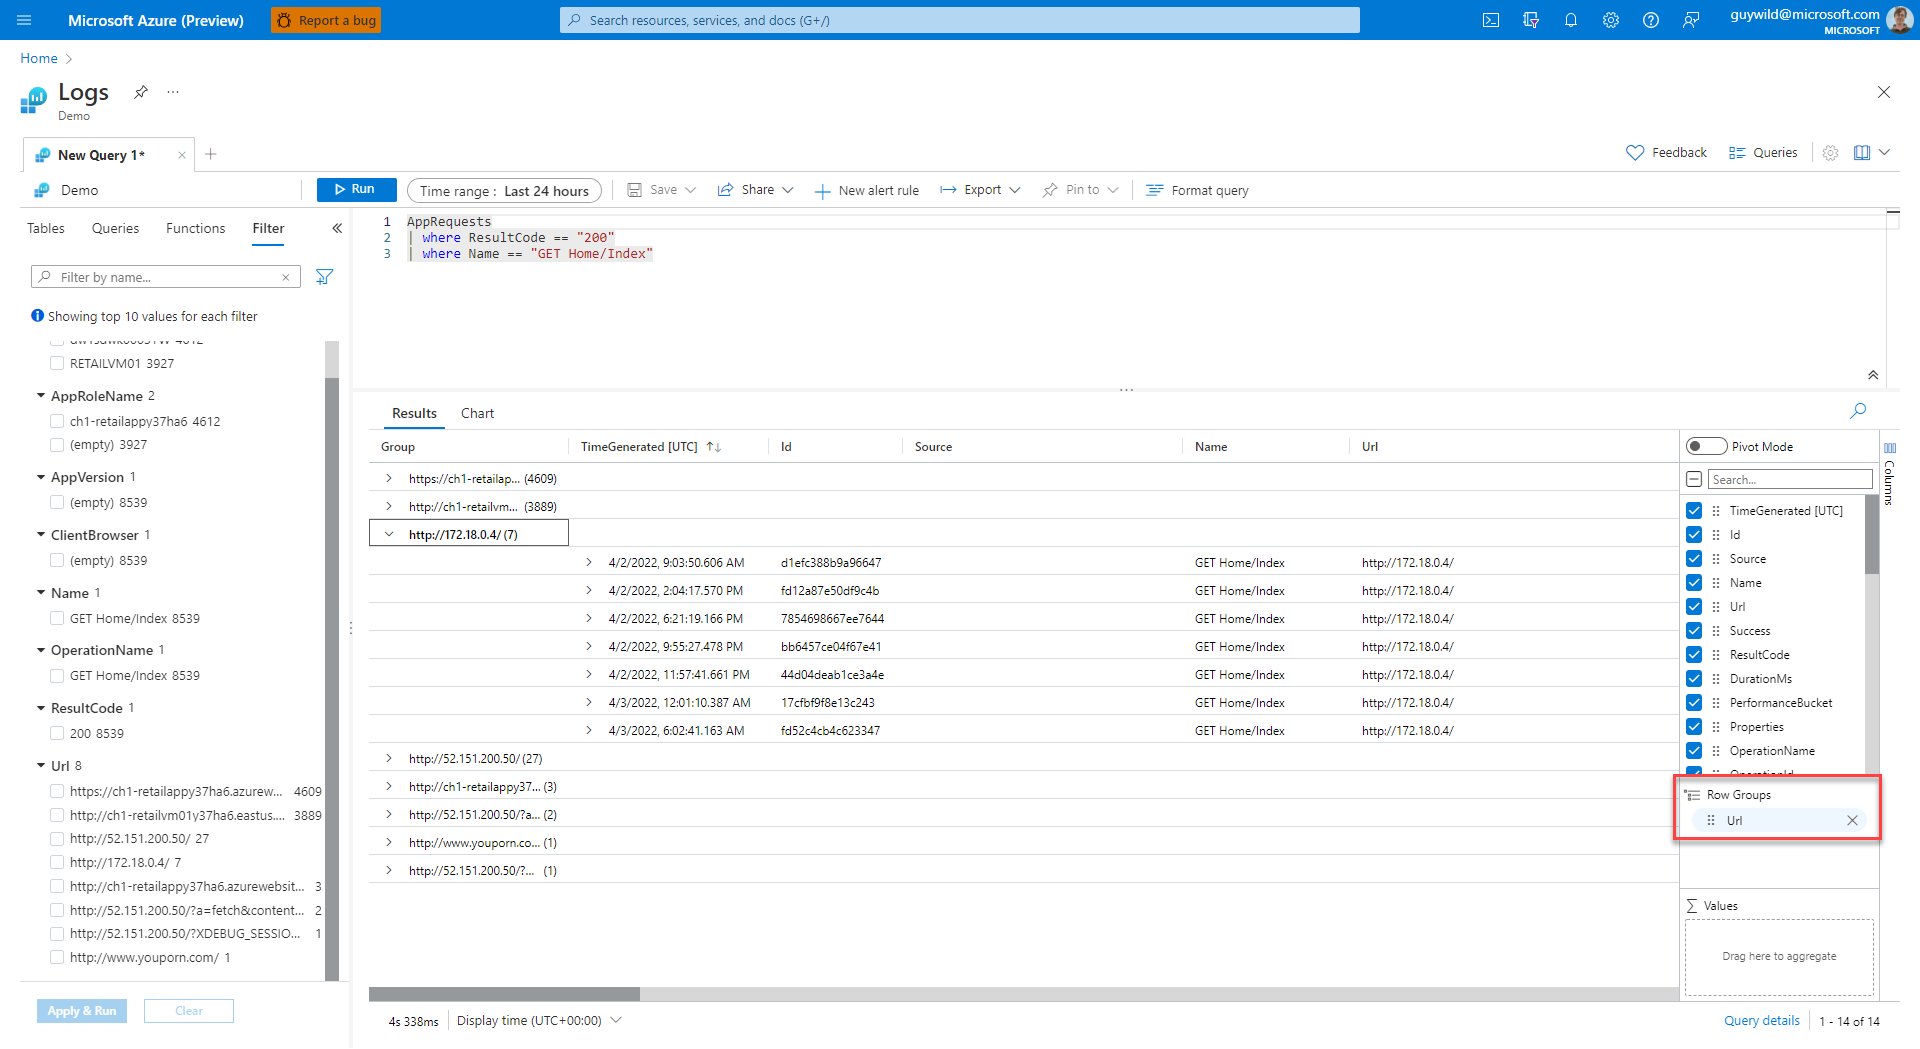 Microsoft Azure (Preview)
Report a bug
Search resources, services, and docs (G+/)
guywild@microsoft.com
MICROSOFT
Home
Logs
Demo
New Query 1*
Feedback
Queries
Demo
Run
Time range : Last 24 hours
Save
Share
New alert rule
Export
Pin to
Format query
Tables
Queries
Functions
Filter
Filter by name...
Showing top 10 values for each filter
RETAILVM01 3927
AppRoleName 2
ch1-retailappy37ha6 4612
(empty) 3927
AppVersion 1
(empty) 8539
ClientBrowser 1
(empty) 8539
Name 1
GET Home/Index 8539
OperationName 1
GET Home/Index 8539
ResultCode 1
200 8539
Url 8
https://ch1-retailappy37ha6.azurew... 4609
http://ch1-retailvm01y37ha6.eastus.... 3889
http://52.151.200.50/ 27
http://172.18.0.4/ 7
http://ch1-retailappy37ha6.azurewebsit... 3
http://52.151.200.50/?a=fetch&content... 2
http://52.151.200.50/?XDEBUG_SESSIO... 1
http://www.youporn.com/ 1
Apply & Run
Clear
1 AppRequests
2 | where ResultCode == "200"
3 | where Name == "GET Home/Index"
Results
Chart
Group
TimeGenerated [UTC]
Id
Source
Name
Url
https://ch1-retailap... (4609)
http://ch1-retailvm... (3889)
http://172.18.0.4/ (7)
4/2/2022, 9:03:50.606 AM d1efc388b9a96647 GET Home/Index http://172.18.0.4/
4/2/2022, 2:04:17.570 PM fd12a87e50df9c4b GET Home/Index http://172.18.0.4/
4/2/2022, 6:21:19.166 PM 7854698667ee7644 GET Home/Index http://172.18.0.4/
4/2/2022, 9:55:27.478 PM bb6457ce04f67e41 GET Home/Index http://172.18.0.4/
4/2/2022, 11:57:41.661 PM 44d04deab1ce3a4e GET Home/Index http://172.18.0.4/
4/3/2022, 12:01:10.387 AM 17cfbf9f8e13c243 GET Home/Index http://172.18.0.4/
4/3/2022, 6:02:41.163 AM fd52c4cb4c623347 GET Home/Index http://172.18.0.4/
http://52.151.200.50/ (27)
http://ch1-retailappy37... (3)
http://52.151.200.50/?a... (2)
http://www.youporn.co... (1)
http://52.151.200.50/?... (1)
Pivot Mode
Search...
Columns
TimeGenerated [UTC]
Id
Source
Name
Url
Success
ResultCode
DurationMs
PerformanceBucket
Properties
OperationName
OperationId
Row Groups
Url
Values
Drag here to aggregate
4s 338ms
Display time (UTC+00:00)
Query details
1 - 14 of 14